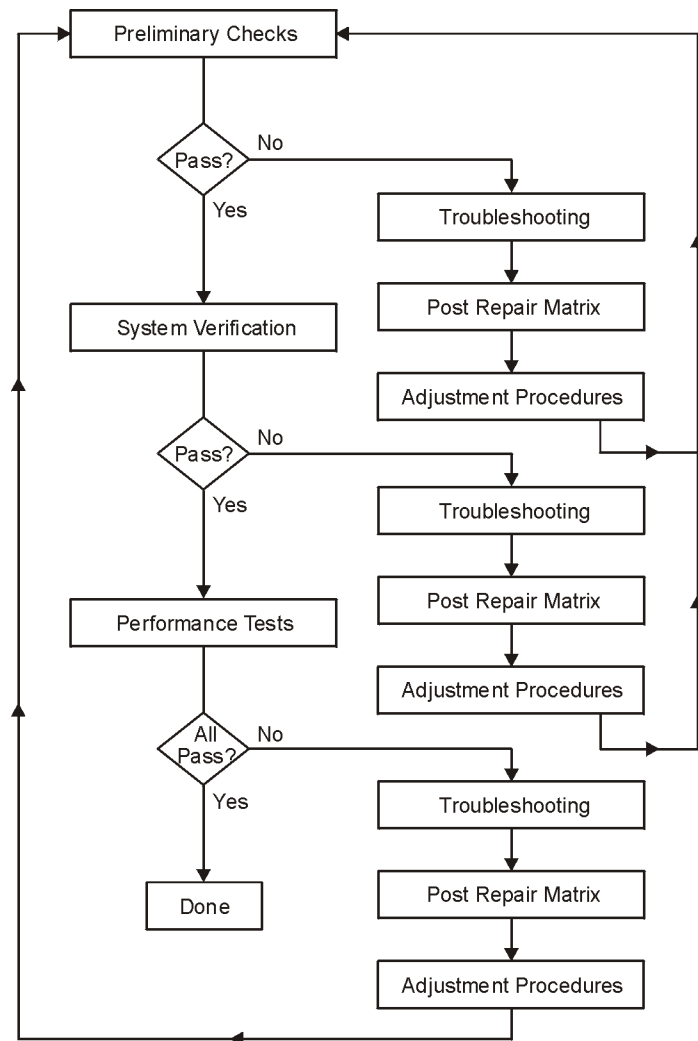 Preliminary Checks
Pass?
No
Yes
Troubleshooting
Post Repair Matrix
Adjustment Procedures
System Verification
Pass?
No
Yes
Troubleshooting
Post Repair Matrix
Adjustment Procedures
Performance Tests
All
Pass?
No
Yes
Troubleshooting
Post Repair Matrix
Adjustment Procedures
Done